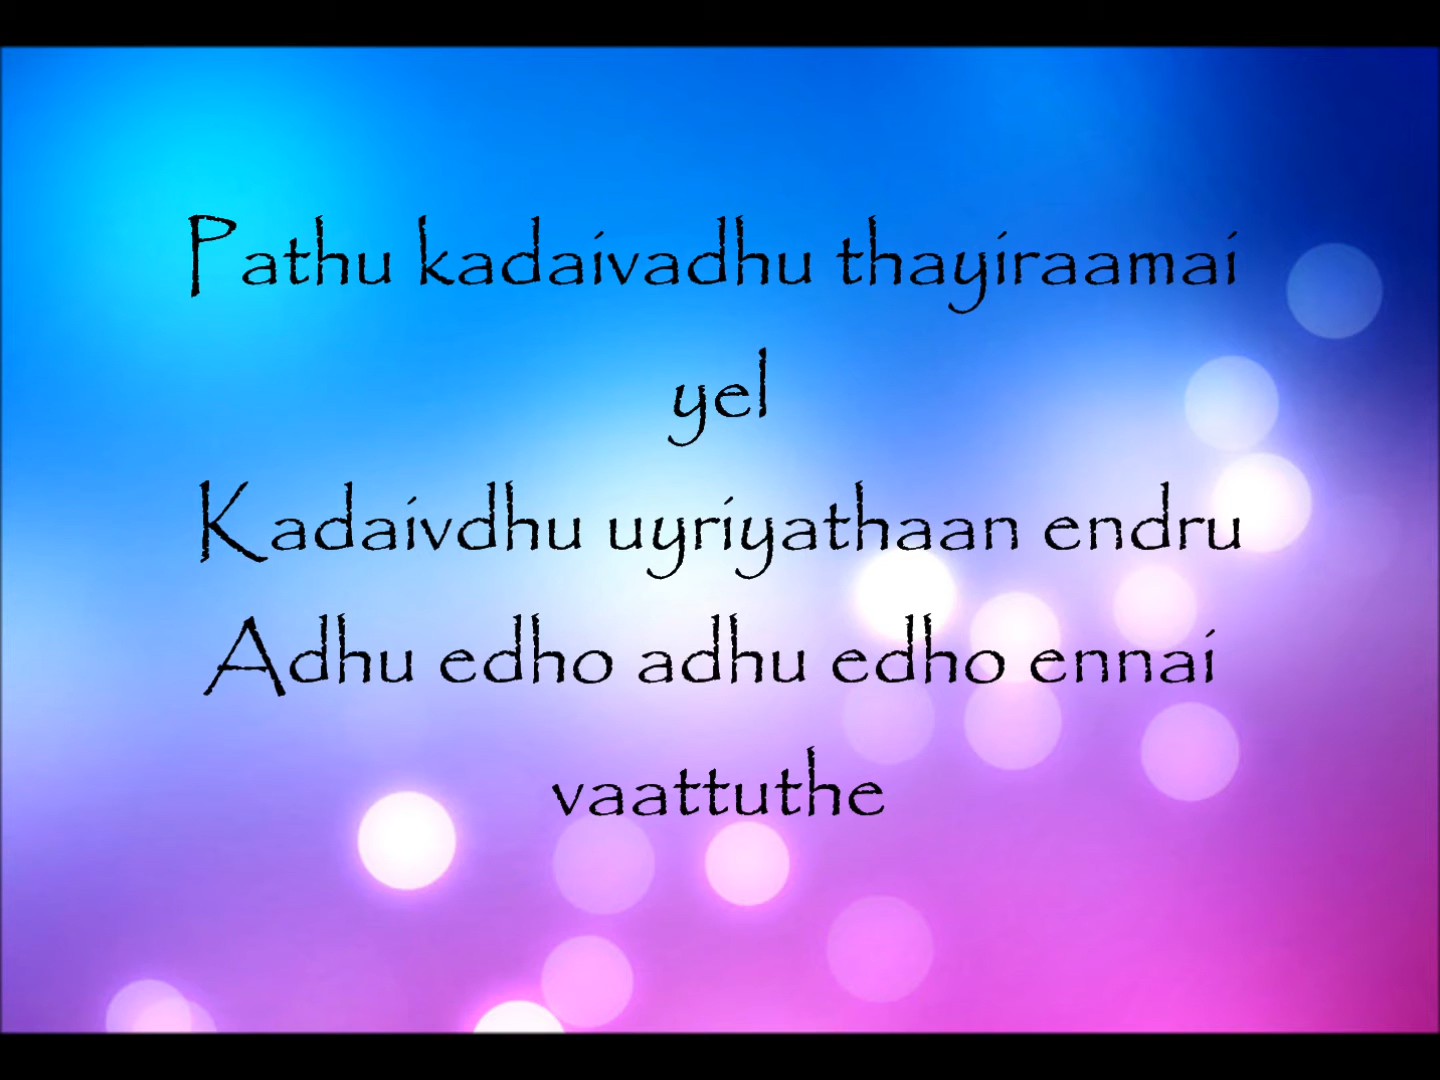 Pathu kadaivadhu thayiraamai
yel
Kadaivdhu uyriyathaan endru
Adhu edho adhu edho ennai
vaattuthe